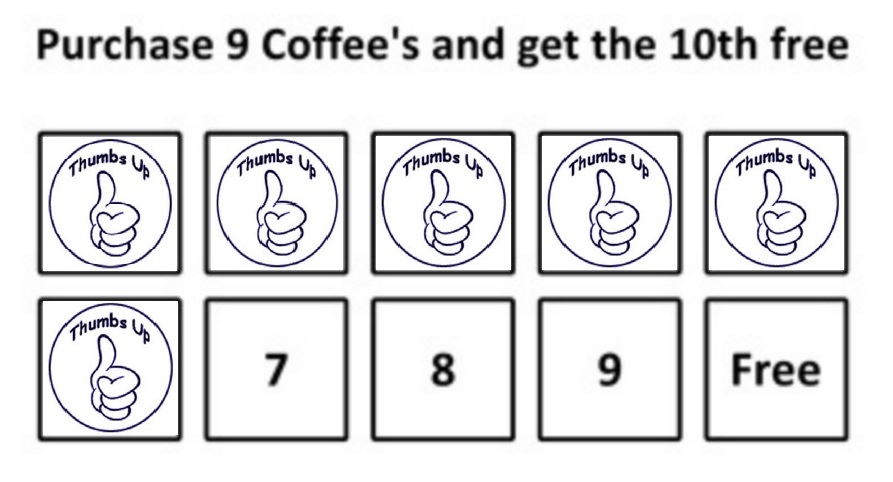 Purchase 9 Coffee's and get the 10th free
Thumbs Up Thumbs Up Thumbs Up Thumbs Up Thumbs Up
Thumbs Up 7 8 9 Free